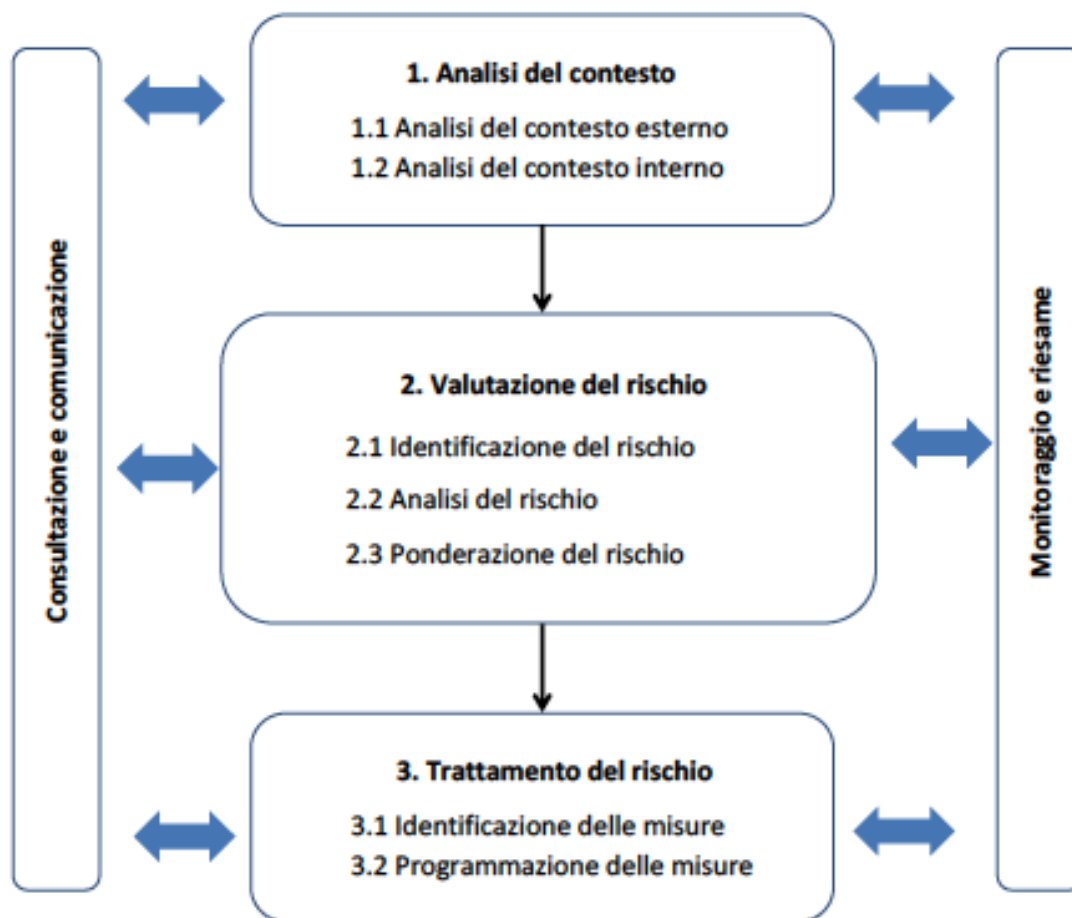 Consultazione e comunicazione
1. Analisi del contesto
1.1 Analisi del contesto esterno
1.2 Analisi del contesto interno
2. Valutazione del rischio
2.1 Identificazione del rischio
2.2 Analisi del rischio
2.3 Ponderazione del rischio
3. Trattamento del rischio
3.1 Identificazione delle misure
3.2 Programmazione delle misure
Monitoraggio e riesame